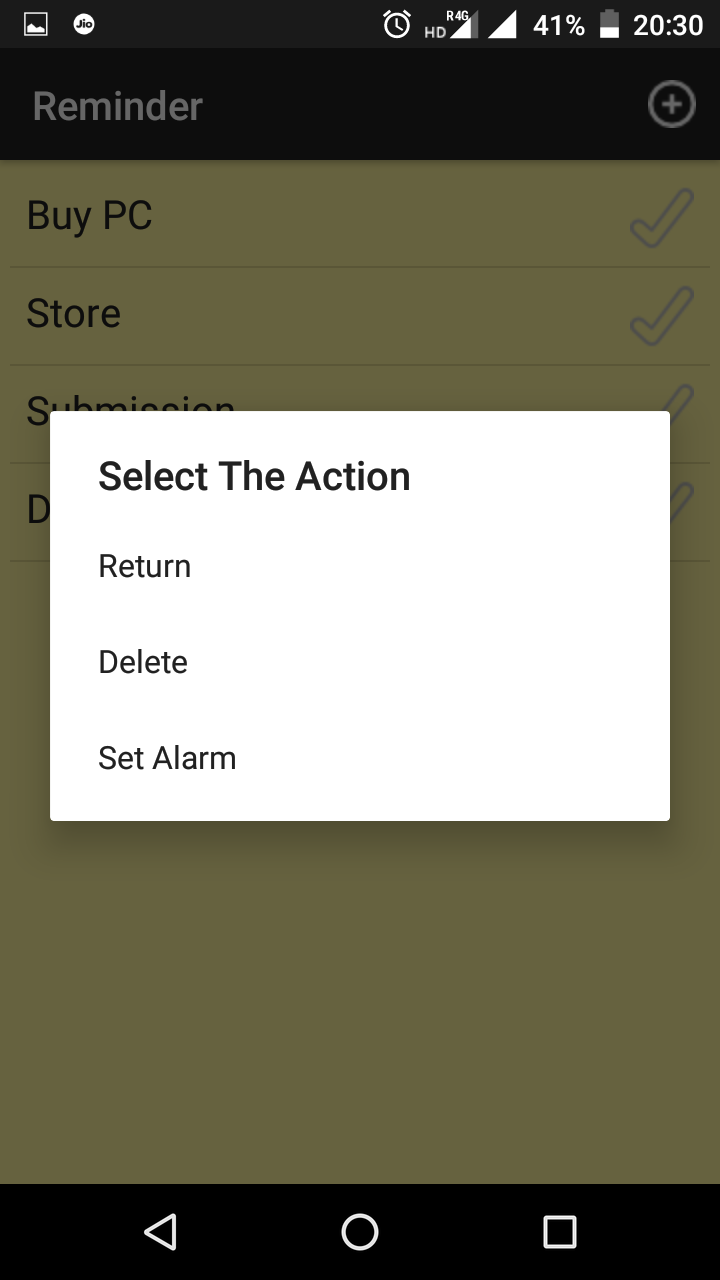 Jio
HD R4G 41% 20:30
Reminder
Buy PC
Store
Submission
D
Select The Action
Return
Delete
Set Alarm